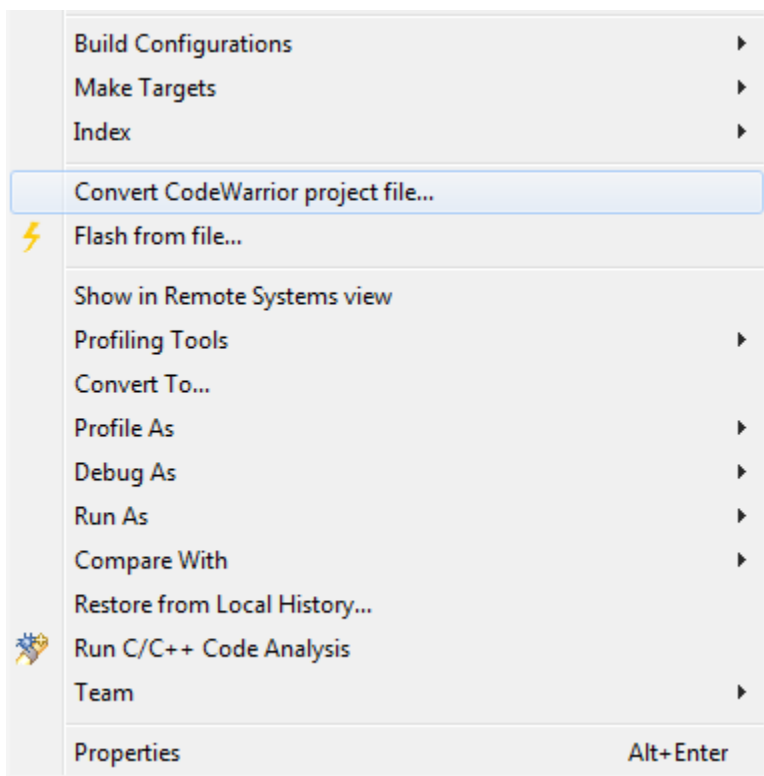 Build Configurations
Make Targets
Index
Convert CodeWarrior project file...
Flash from file...
Show in Remote Systems view
Profiling Tools
Convert To...
Profile As
Debug As
Run As
Compare With
Restore from Local History...
Run C/C++ Code Analysis
Team
Properties Alt+Enter